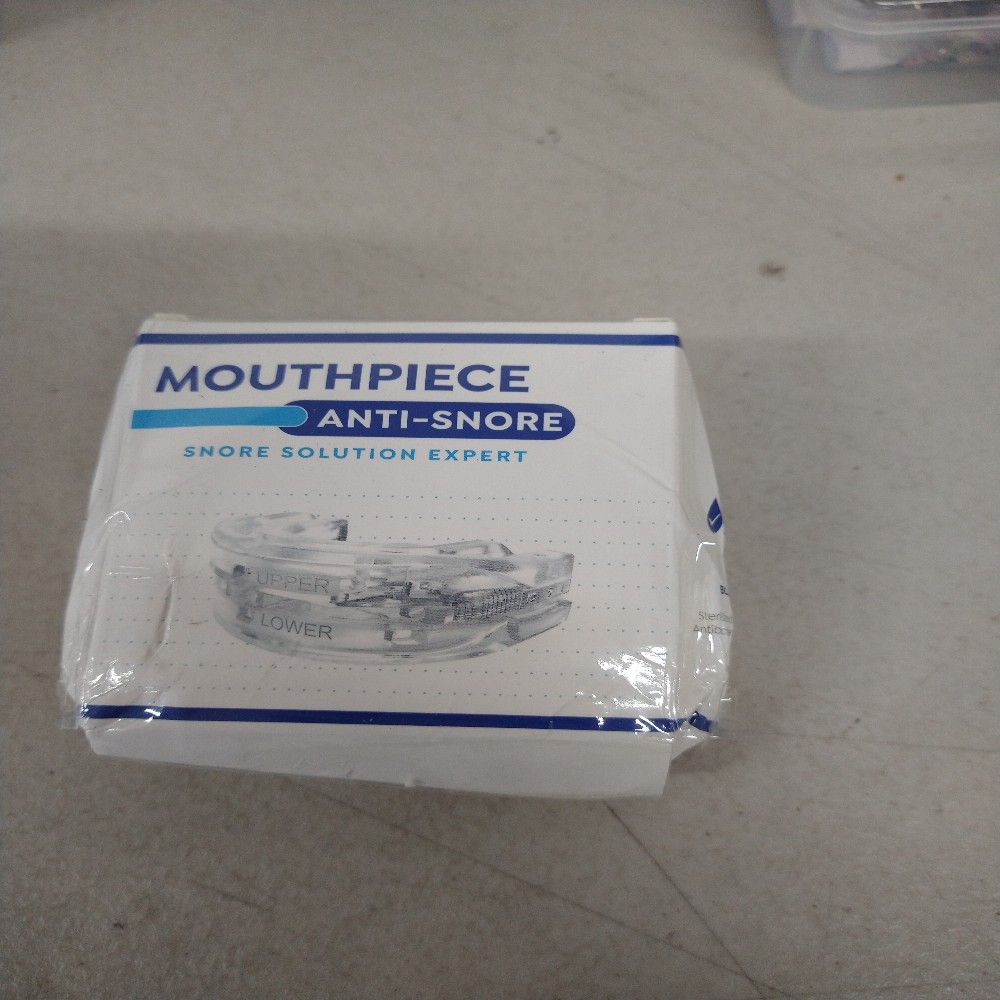 MOUTHPIECE
ANTI-SNORE
SNORE SOLUTION EXPERT
UPPER
LOWER